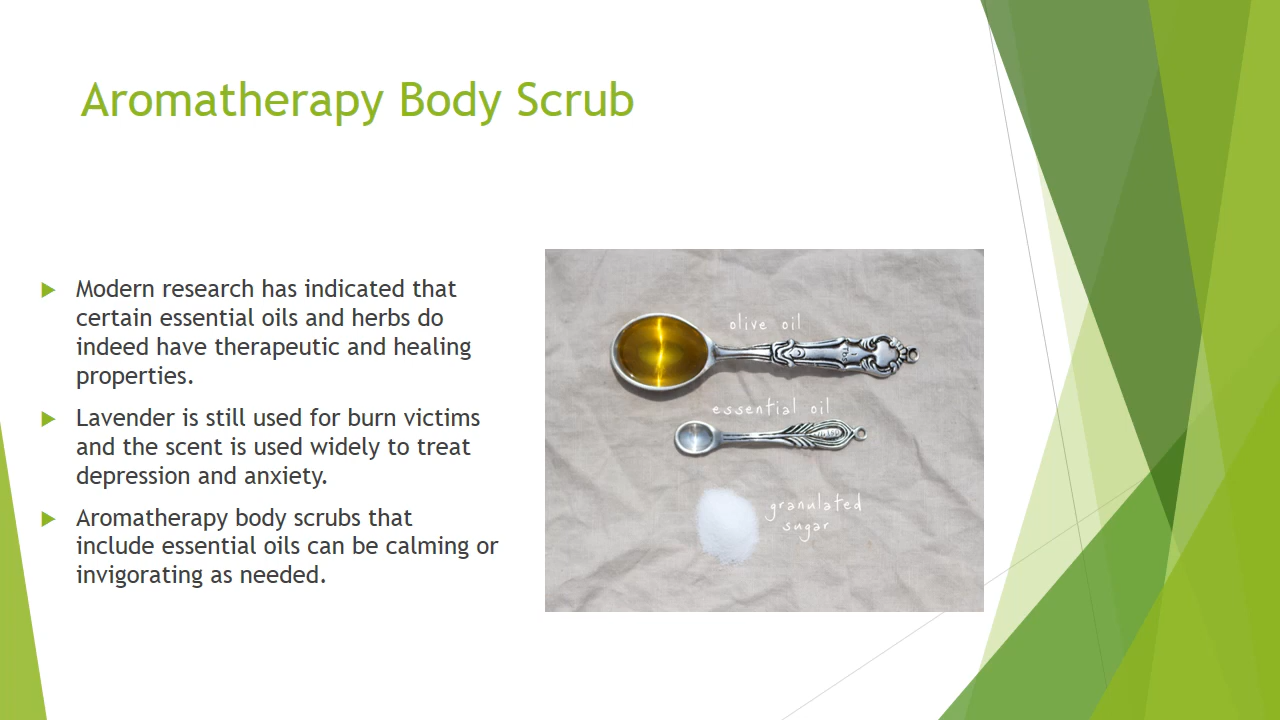 Aromatherapy Body Scrub
Modern research has indicated that
certain essential oils and herbs do
indeed have therapeutic and healing
properties.
Lavender is still used for burn victims
and the scent is used widely to treat
depression and anxiety.
Aromatherapy body scrubs that
include essential oils can be calming or
invigorating as needed.
olive oil
essential oil
granulated
sugar